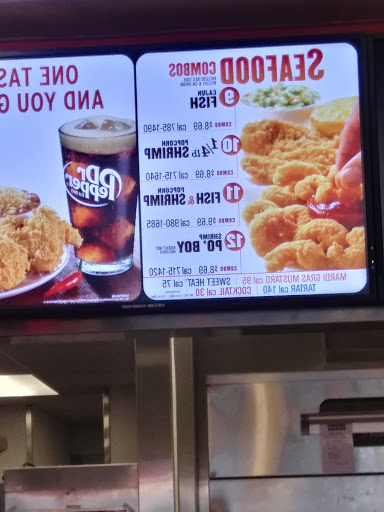 ONE TAS
AND YOU G
Dr Pepper
SEAFOOD COMBOS
9 CAJUN FISH
COMBO $8.69 cal 785-1490
10 POPCORN 1/4 lb SHRIMP
COMBO $8.69 cal 715-1640
11 POPCORN FISH & SHRIMP
COMBO $9.69 cal 980-1685
12 SHRIMP PO' BOY
COMBO $8.69 cal 715-1420
MARDI GRAS MUSTARD cal 95 | SWEET HEAT cal 75
TARTAR cal 140 | COCKTAIL cal 30